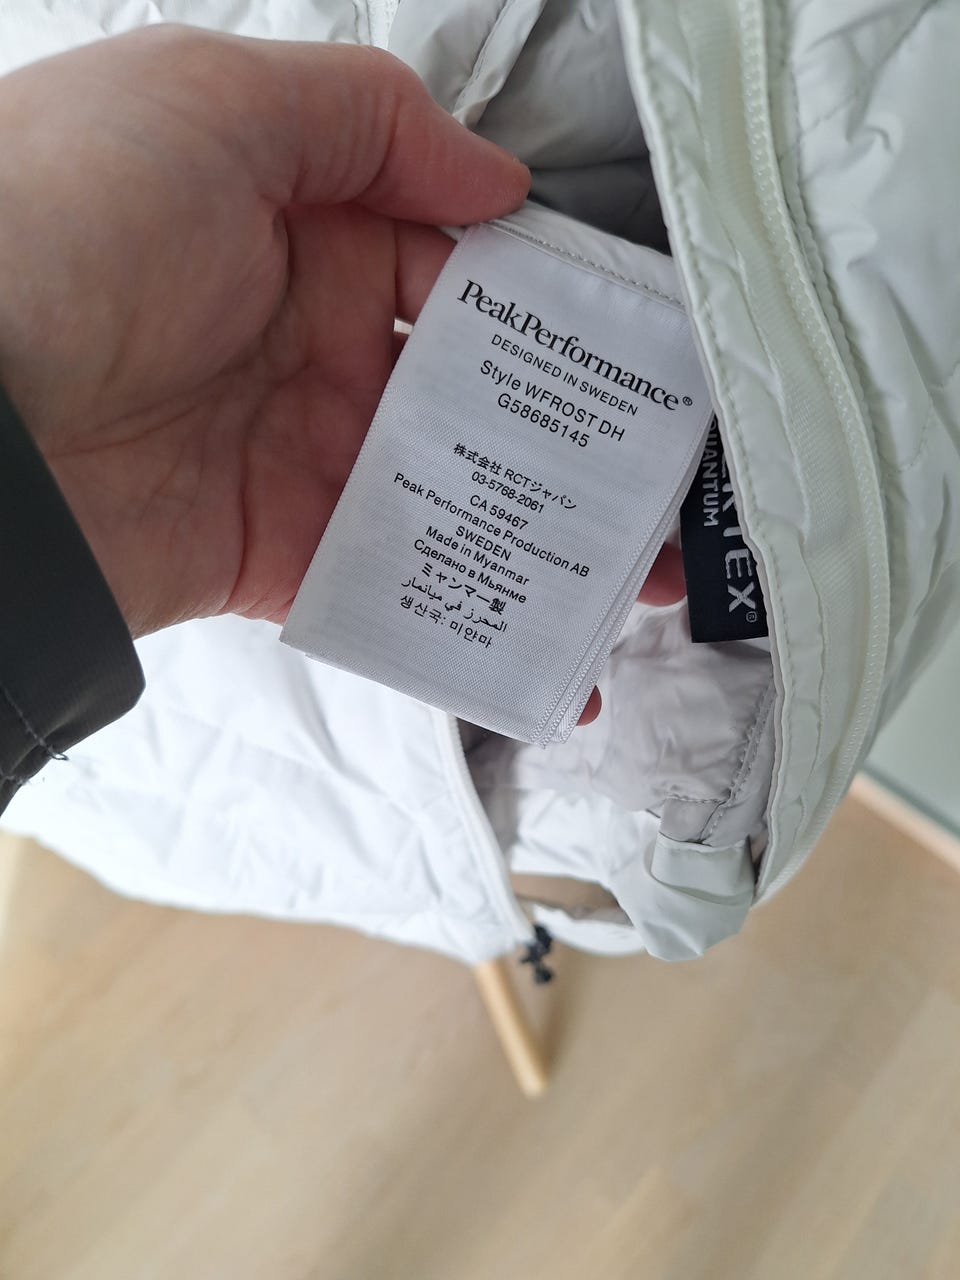 PeakPerformance®
DESIGNED IN SWEDEN
Style WFROST DH
G58685145
株式会社 RCTジャパン
03-5768-2061
CA 59467
Peak Performance Production AB
SWEDEN
Made in Myanmar
Сделано в Мьянме
ミャンマー製
المحرز في ميانمار
생산국: 미얀마